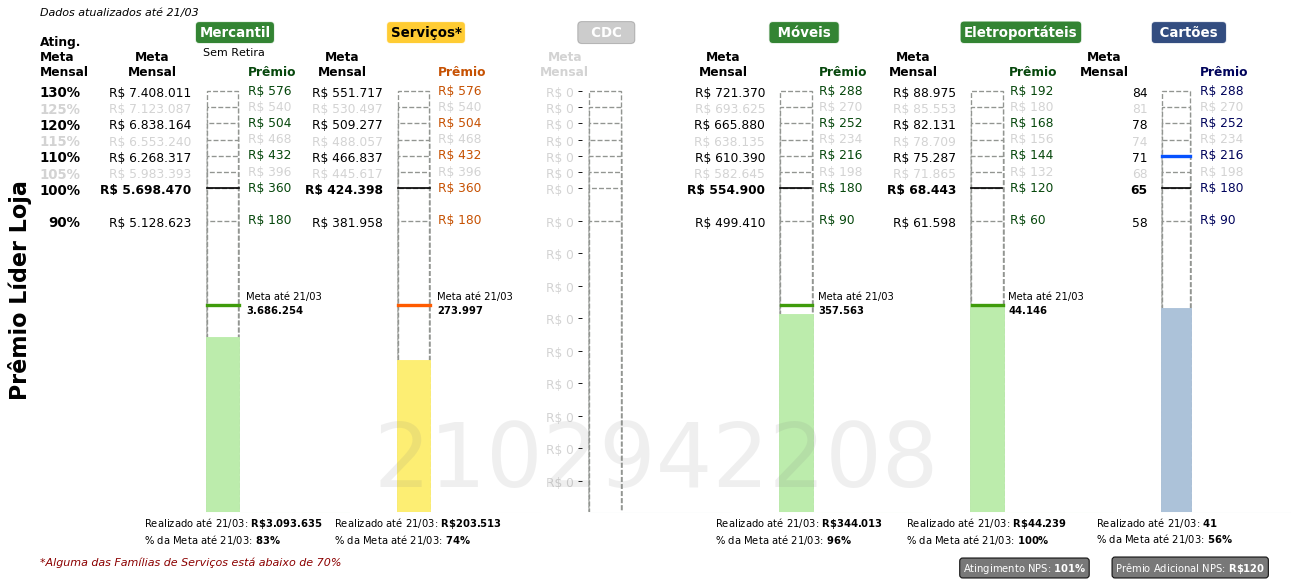 Dados atualizados até 21/03
Mercantil Serviços* CDC Móveis Eletroportáteis Cartões
Sem Retira
Ating. Meta Mensal Meta Mensal Prêmio Meta Mensal Prêmio Meta Mensal Meta Mensal Prêmio Meta Mensal Prêmio Meta Mensal Prêmio
130% R$ 7.408.011 R$ 576 R$ 551.717 R$ 576 R$ 0 R$ 721.370 R$ 288 R$ 88.975 R$ 192 84 R$ 288
125% R$ 7.123.087 R$ 540 R$ 530.497 R$ 540 R$ 0 R$ 693.625 R$ 270 R$ 85.553 R$ 180 81 R$ 270
120% R$ 6.838.164 R$ 504 R$ 509.277 R$ 504 R$ 0 R$ 665.880 R$ 252 R$ 82.131 R$ 168 78 R$ 252
115% R$ 6.553.240 R$ 468 R$ 488.057 R$ 468 R$ 0 R$ 638.135 R$ 234 R$ 78.709 R$ 156 74 R$ 234
110% R$ 6.268.317 R$ 432 R$ 466.837 R$ 432 R$ 0 R$ 610.390 R$ 216 R$ 75.287 R$ 144 71 R$ 216
105% R$ 5.983.393 R$ 396 R$ 445.617 R$ 396 R$ 0 R$ 582.645 R$ 198 R$ 71.865 R$ 132 68 R$ 198
100% R$ 5.698.470 R$ 360 R$ 424.398 R$ 360 R$ 0 R$ 554.900 R$ 180 R$ 68.443 R$ 120 65 R$ 180
90% R$ 5.128.623 R$ 180 R$ 381.958 R$ 180 R$ 0 R$ 499.410 R$ 90 R$ 61.598 R$ 60 58 R$ 90
R$ 0
R$ 0
Meta até 21/03 Meta até 21/03 Meta até 21/03 Meta até 21/03
3.686.254 273.997 357.563 44.146
R$ 0
R$ 0
R$ 0
R$ 0
R$ 0
R$ 0
Prêmio Líder Loja
2102942208
Realizado até 21/03: R$3.093.635 Realizado até 21/03: R$203.513 Realizado até 21/03: R$344.013 Realizado até 21/03: R$44.239 Realizado até 21/03: 41
% da Meta até 21/03: 83% % da Meta até 21/03: 74% % da Meta até 21/03: 96% % da Meta até 21/03: 100% % da Meta até 21/03: 56%
*Alguma das Famílias de Serviços está abaixo de 70%
Atingimento NPS: 101% Prêmio Adicional NPS: R$120